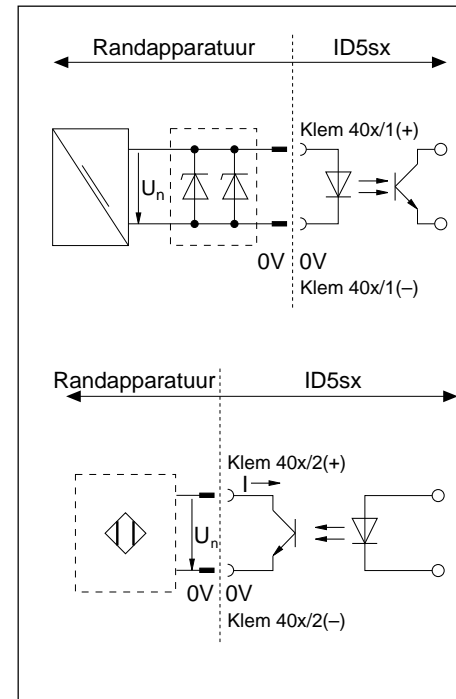 Randapparatuur ID5sx
Klem 40x/1(+)
Un
0V 0V
Klem 40x/1(–)
Randapparatuur ID5sx
Klem 40x/2(+)
I
Un
0V 0V
Klem 40x/2(–)